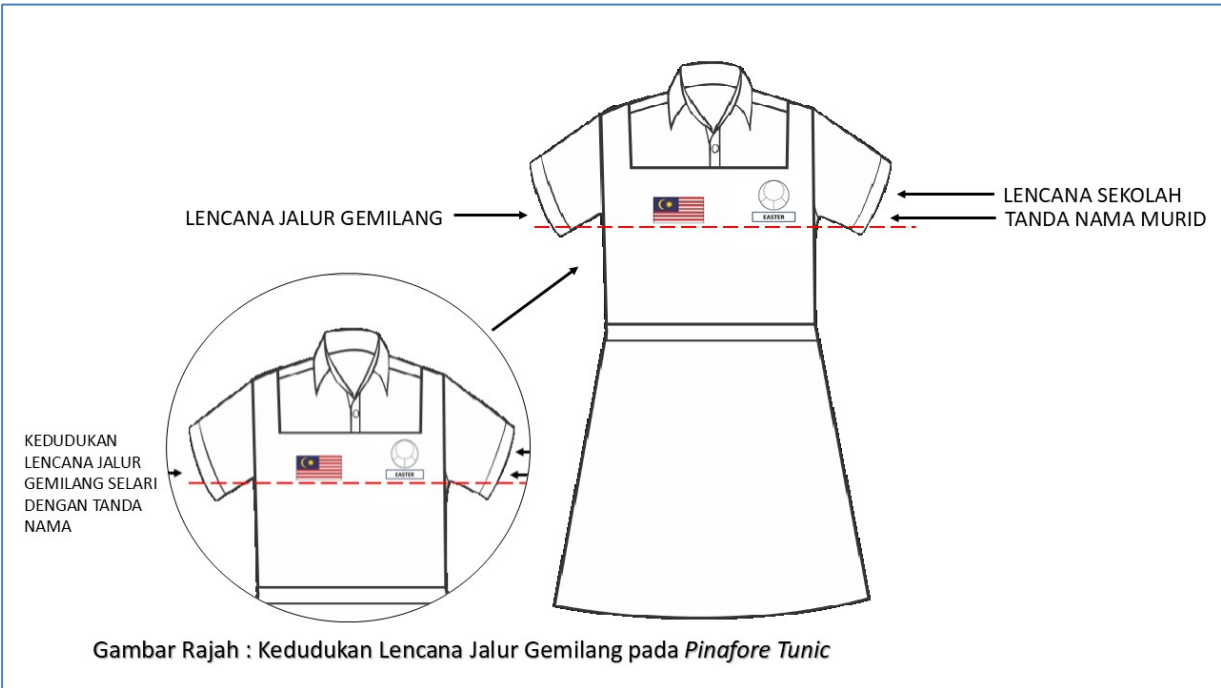 LENCANA JALUR GEMILANG
LENCANA SEKOLAH
TANDA NAMA MURID
EASTER
KEDUDUKAN
LENCANA JALUR
GEMILANG SELARI
DENGAN TANDA
NAMA
EASTER
Gambar Rajah : Kedudukan Lencana Jalur Gemilang pada Pinafore Tunic